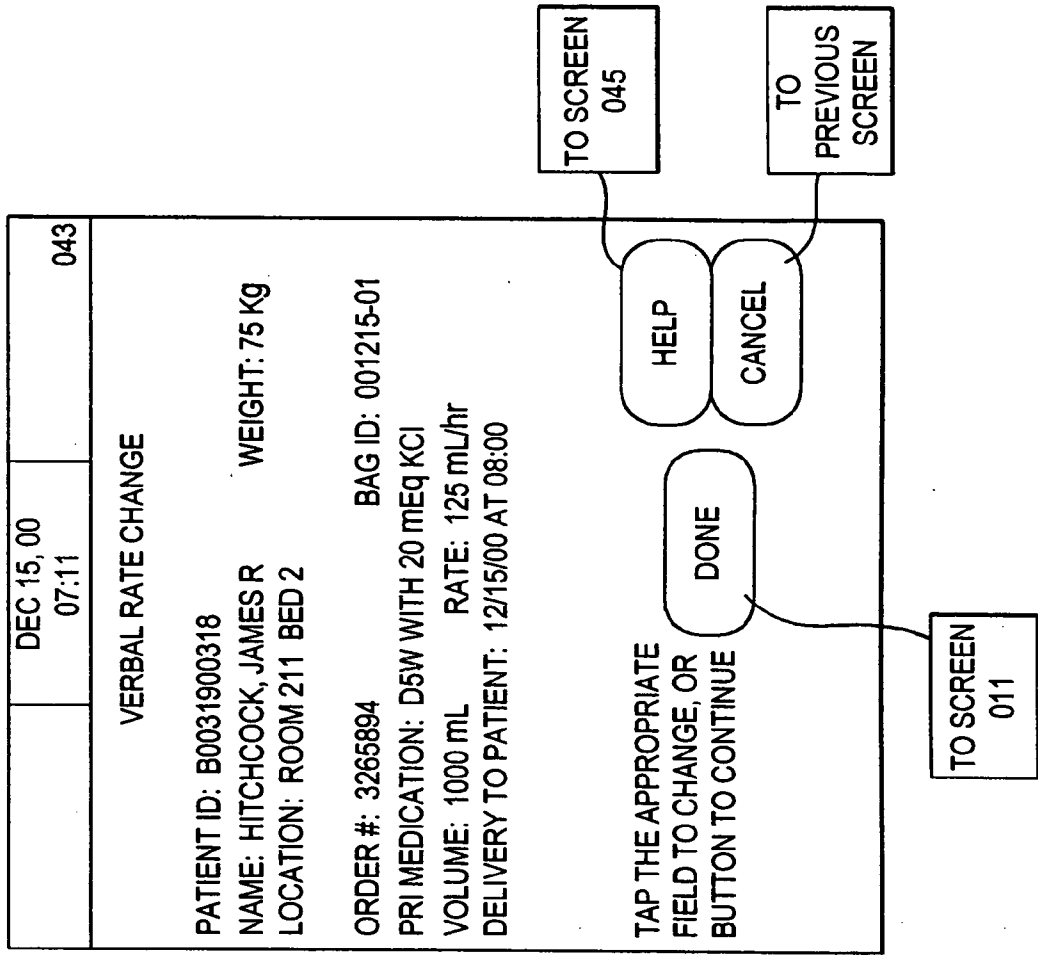 DEC 15, 00
07:11
043
VERBAL RATE CHANGE
PATIENT ID: B0031900318
NAME: HITCHCOCK, JAMES R WEIGHT: 75 Kg
LOCATION: ROOM 211 BED 2
ORDER #: 3265894 BAG ID: 001215-01
PRI MEDICATION: D5W WITH 20 mEq KCl
VOLUME: 1000 mL RATE: 125 mL/hr
DELIVERY TO PATIENT: 12/15/00 AT 08:00
TAP THE APPROPRIATE
FIELD TO CHANGE, OR
BUTTON TO CONTINUE
DONE
HELP
CANCEL
TO SCREEN
011
TO SCREEN
045
TO
PREVIOUS
SCREEN